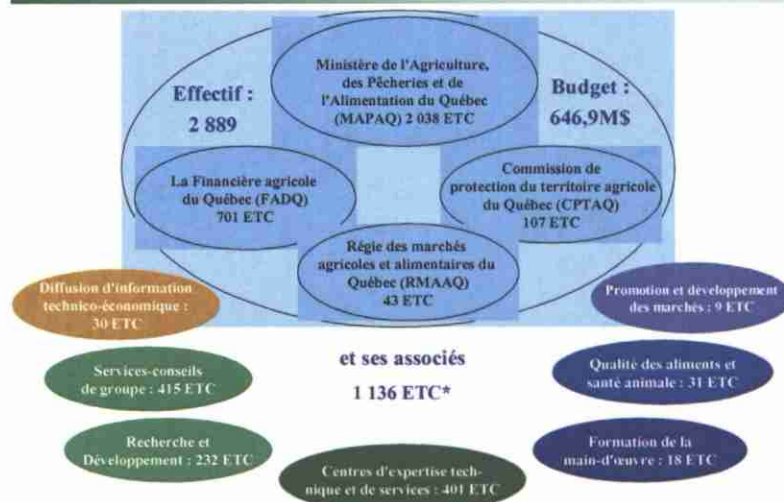 Ministère de l'Agriculture,
des Pêcheries et de
l'Alimentation du Québec
(MAPAQ) 2 038 ETC
Effectif :
2 889
Budget :
646,9M$
La Financière agricole
du Québec (FADQ)
701 ETC
Commission de
protection du territoire agricole
du Québec (CPTAQ)
107 ETC
Régie des marchés
agricoles et alimentaires du
Québec (RMAAQ)
43 ETC
Diffusion d'information
technico-économique :
30 ETC
Promotion et développement
des marchés : 9 ETC
et ses associés
1 136 ETC*
Services-conseils
de groupe : 415 ETC
Qualité des aliments et
santé animale : 31 ETC
Recherche et
Développement : 232 ETC
Formation de la
main-d'œuvre : 18 ETC
Centres d'expertise tech-
nique et de services : 401 ETC